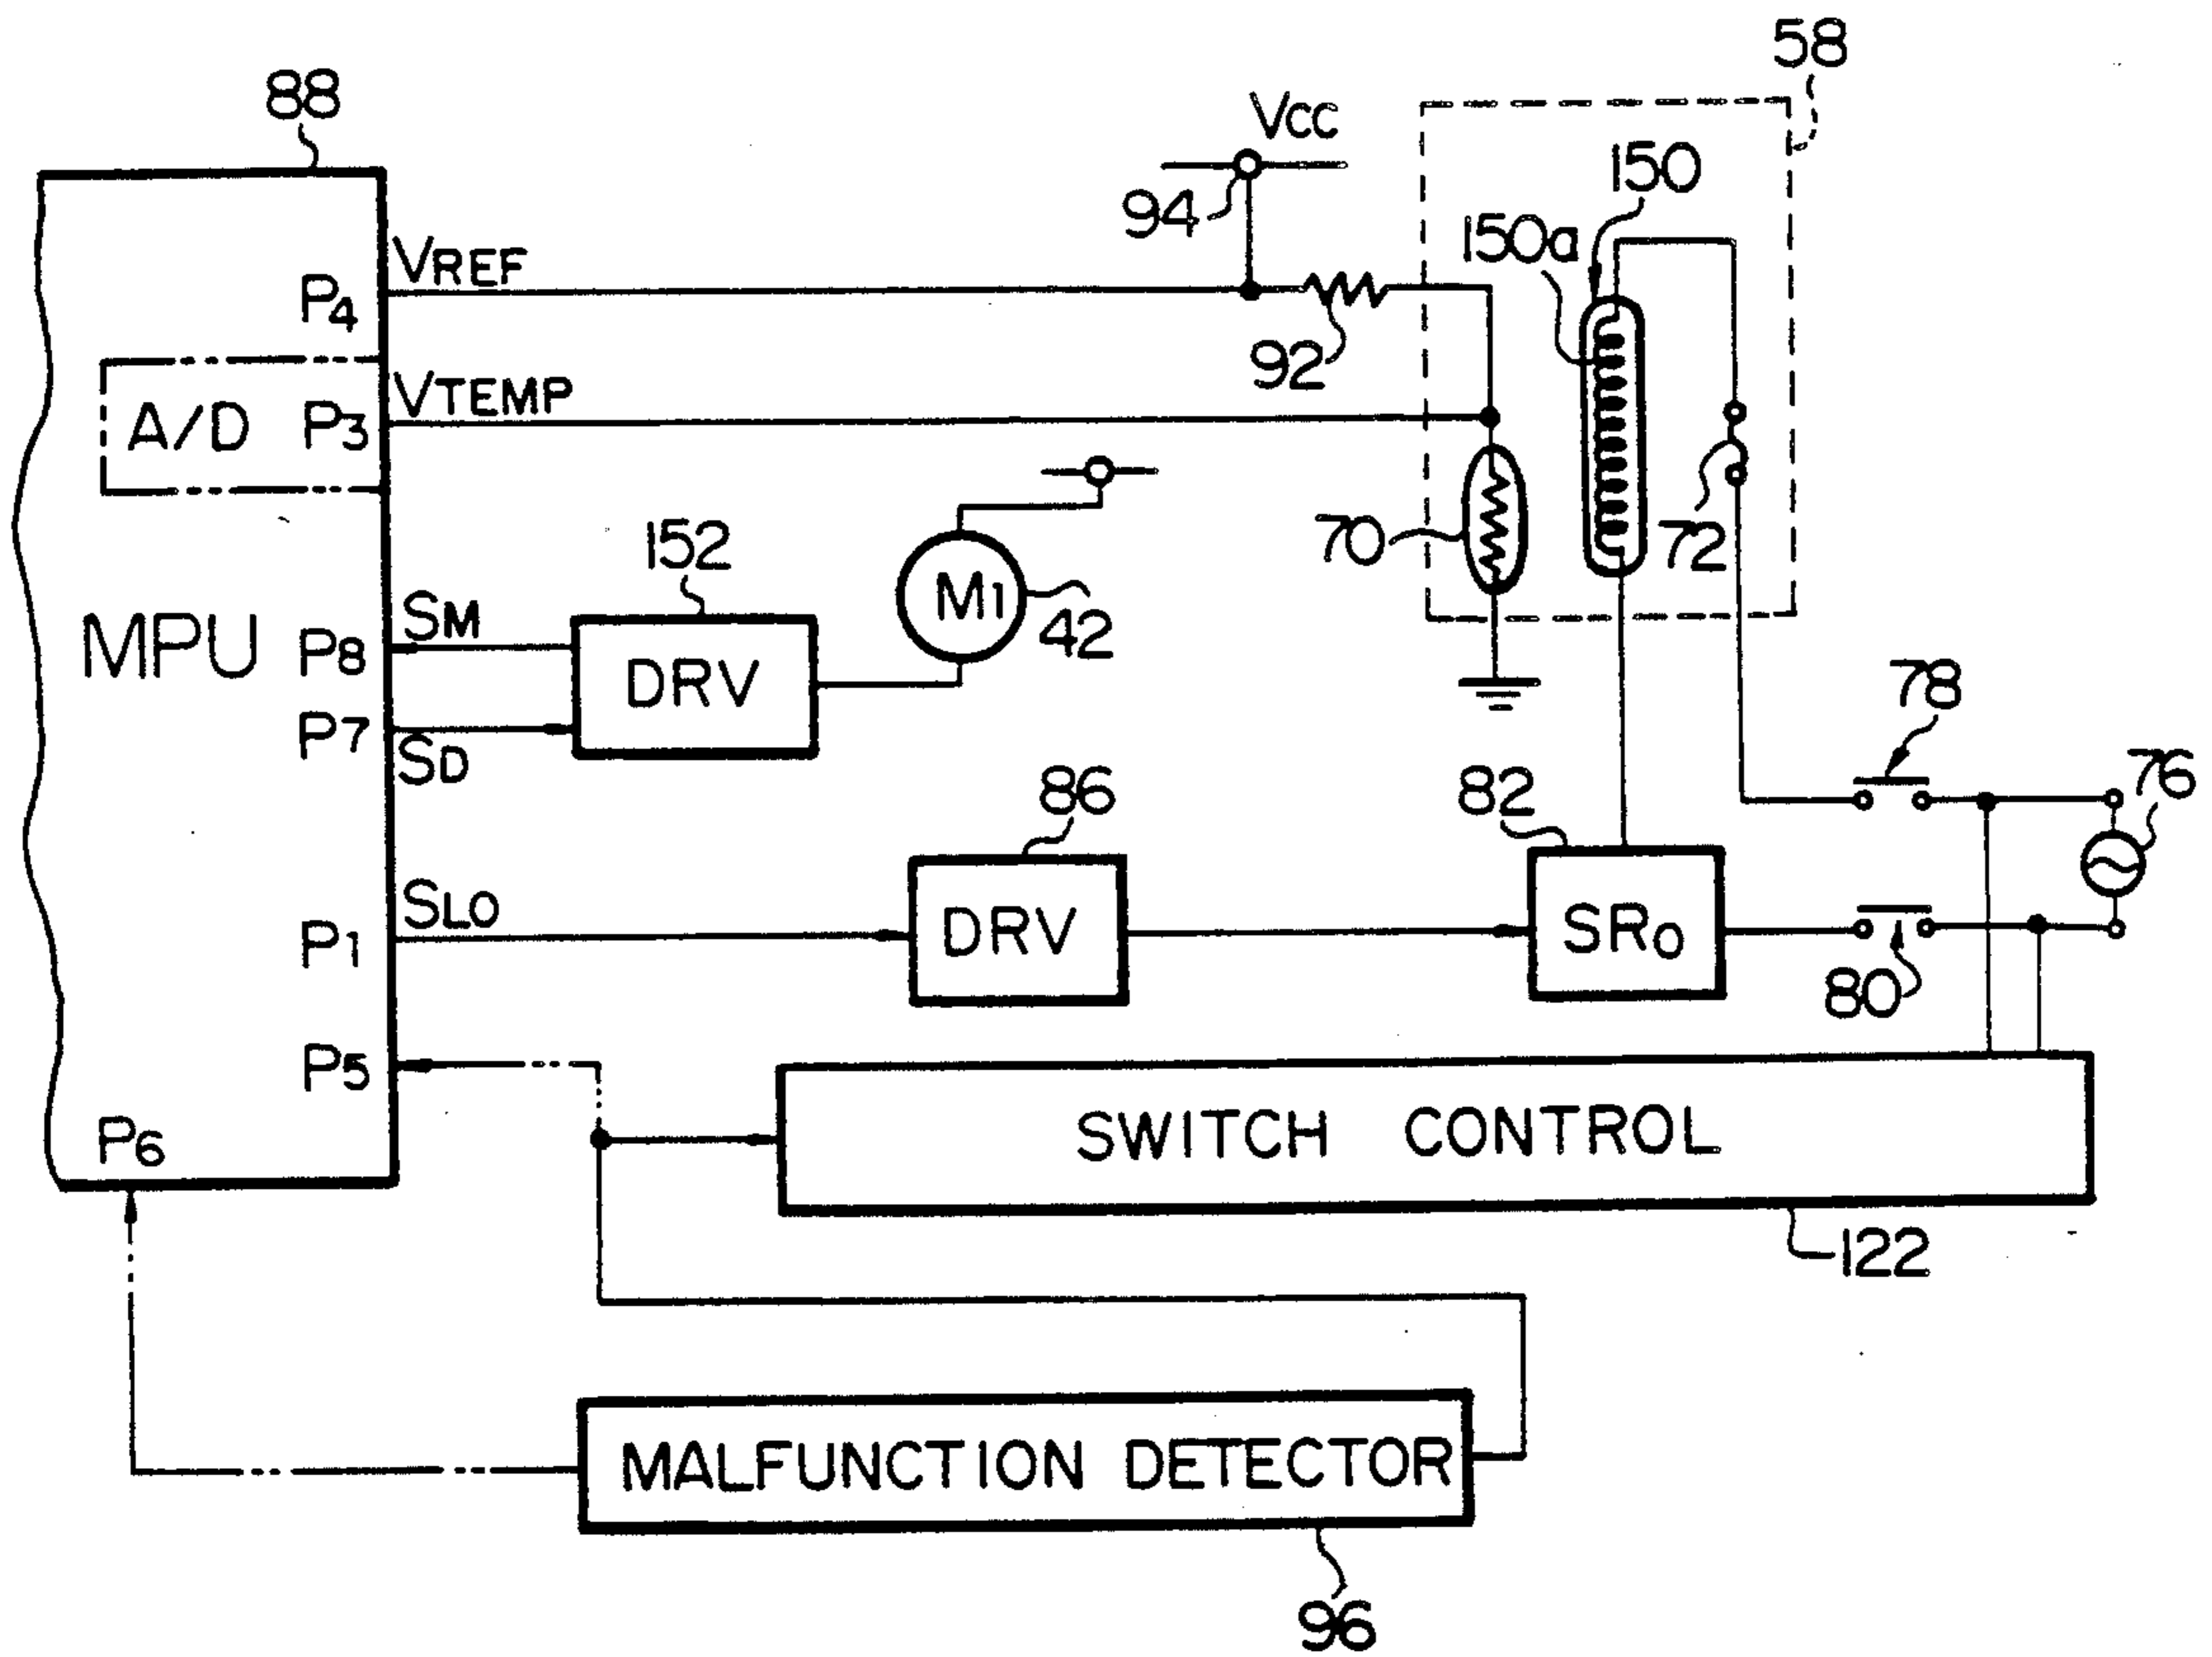 58
88
Vcc
150
94
150a
VREF
P4
92
VTEMP
A/D
P3
152
70
72
M1
SM
42
MPU
P8
DRV
78
P7
SD
76
86
82
SLO
DRV
SRo
P1
80
P5
SWITCH CONTROL
P6
122
MALFUNCTION DETECTOR
96